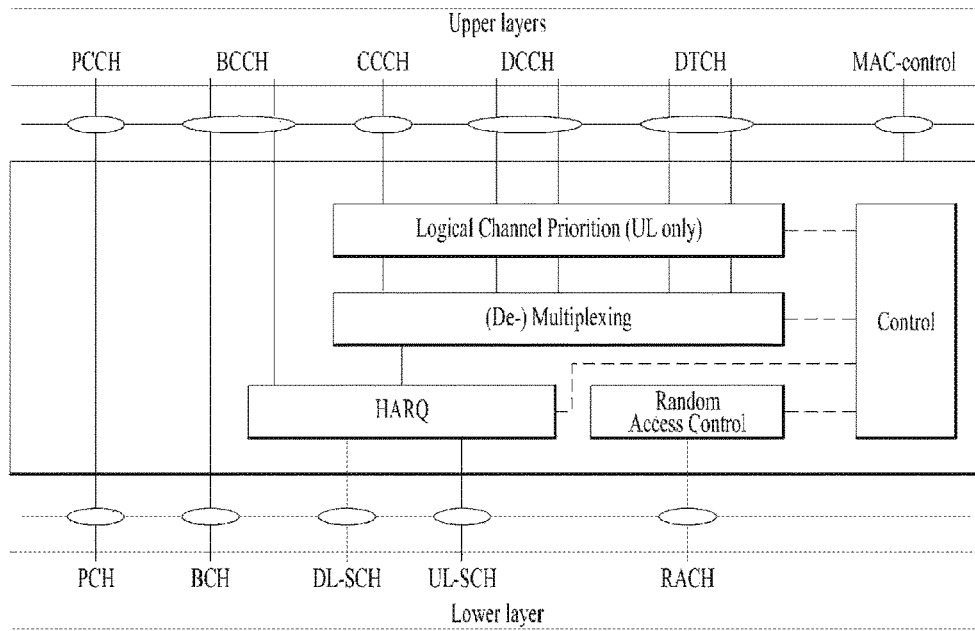 Upper layers
PCCH BCCH CCCH DCCH DTCH MAC-control
Logical Channel Priorition (UL only)
(De-) Multiplexing
Control
HARQ
Random
Access Control
PCH BCH DL-SCH UL-SCH RACH
Lower layer